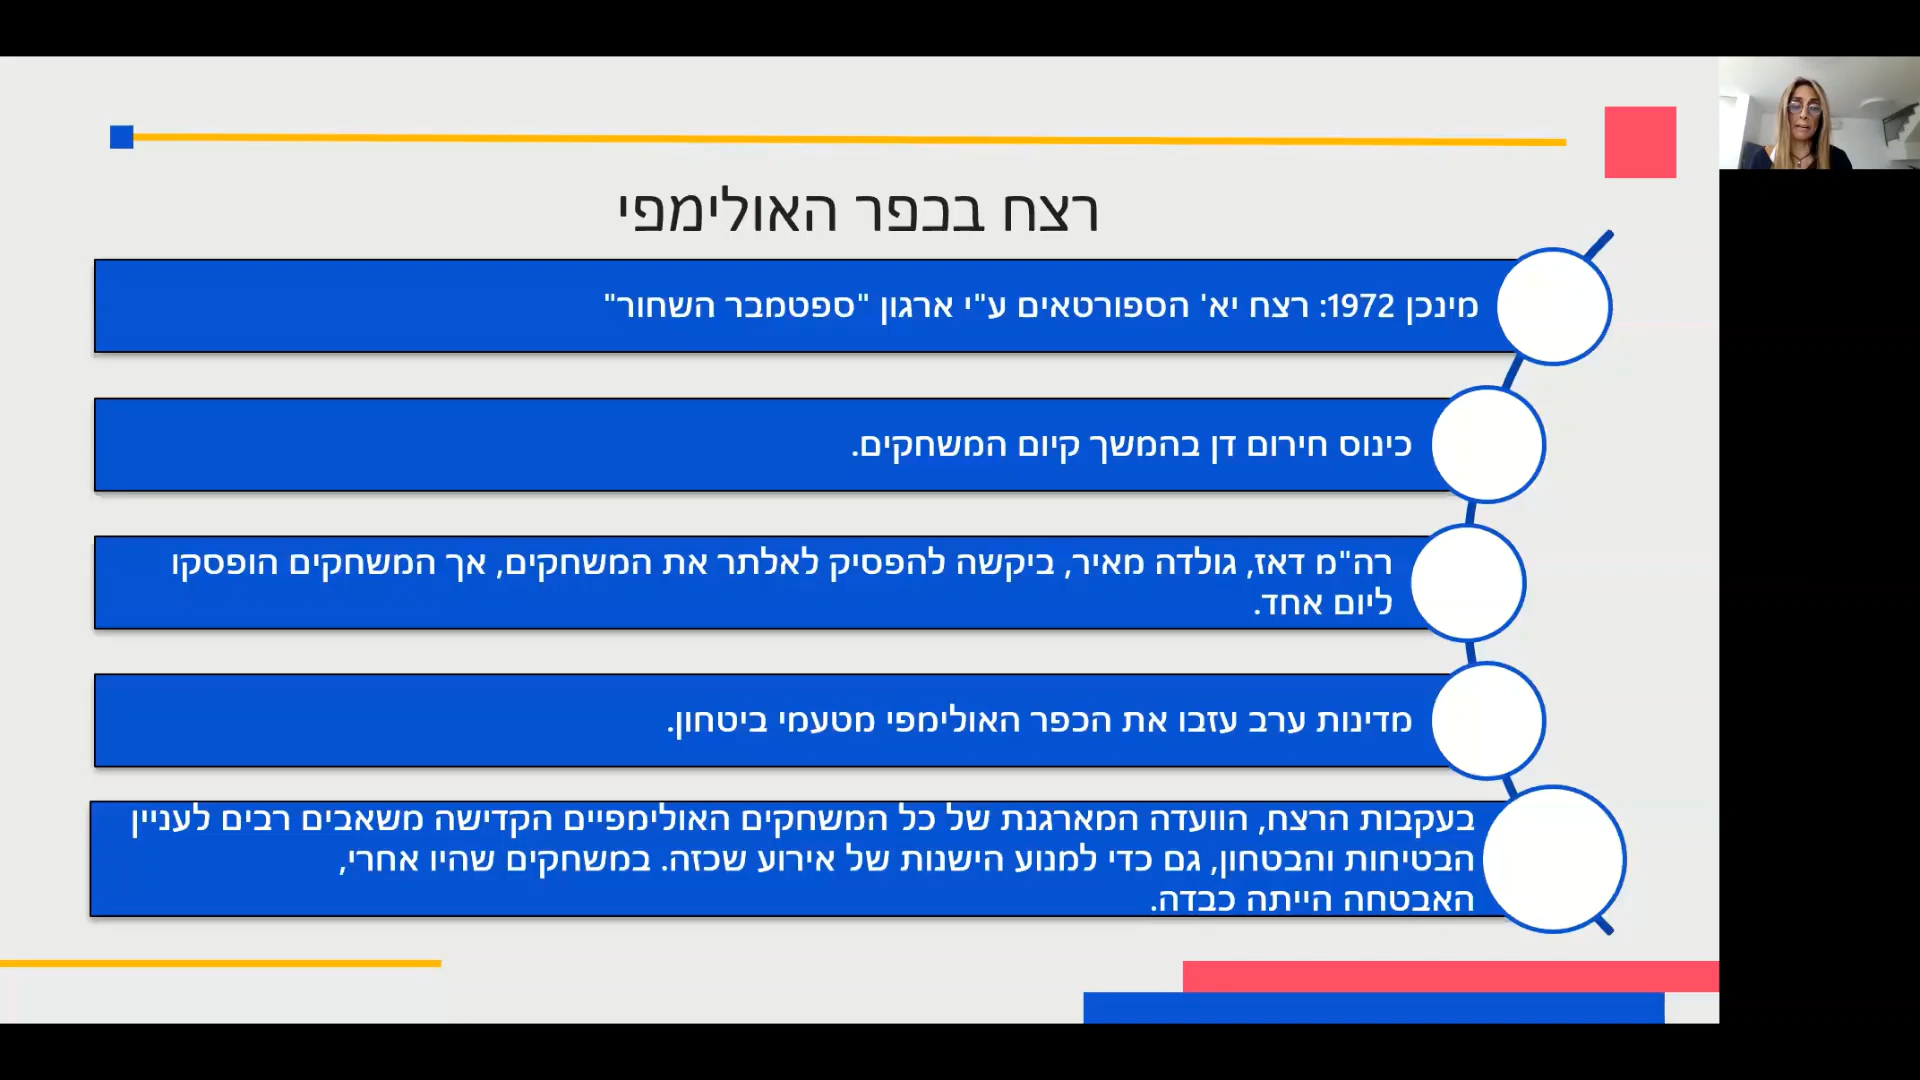 רצח בכפר האולימפי
מינכן 1972: רצח יא' הספורטאים ע"י ארגון "ספטמבר השחור"
כינוס חירום דן בהמשך קיום המשחקים.
רה"מ דאז, גולדה מאיר, ביקשה להפסיק לאלתר את המשחקים, אך המשחקים הופסקו
ליום אחד.
מדינות ערב עזבו את הכפר האולימפי מטעמי ביטחון.
בעקבות הרצח, הוועדה המארגנת של כל המשחקים האולימפיים הקדישה משאבים רבים לעניין
הבטיחות והבטחון, גם כדי למנוע הישנות של אירוע שכזה. במשחקים שהיו אחרי,
האבטחה הייתה כבדה.